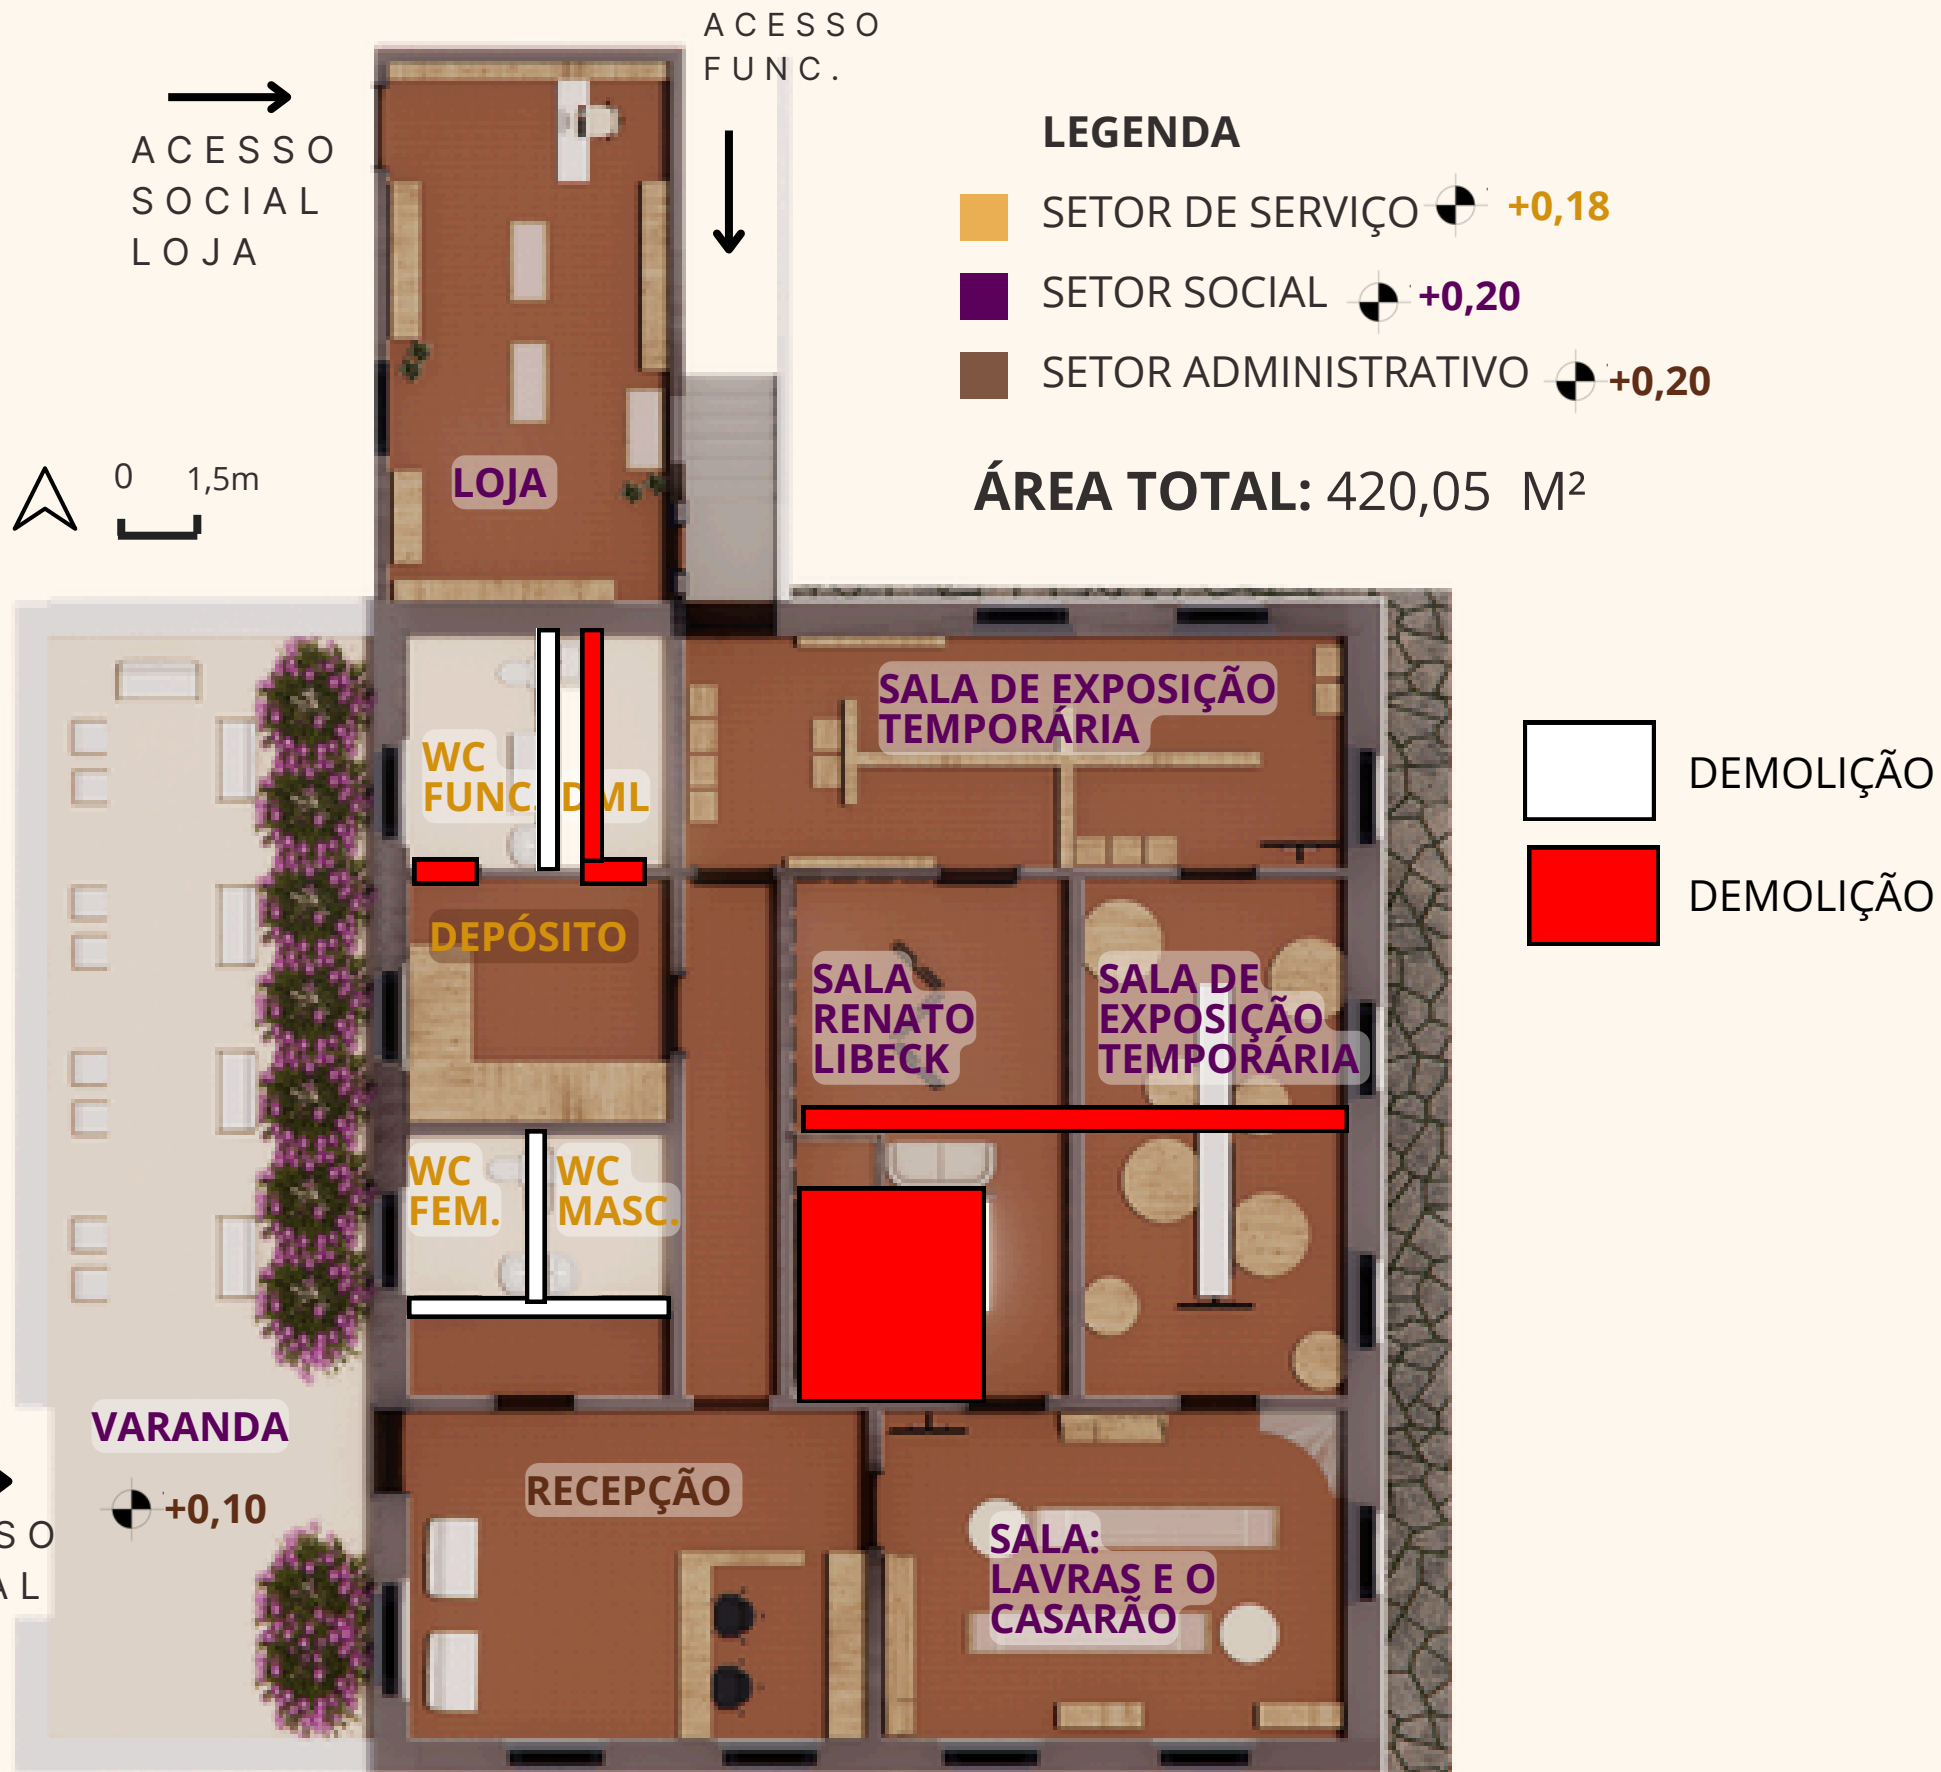 ACESSO
FUNC.
ACESSO
SOCIAL
LOJA
LEGENDA
SETOR DE SERVIÇO +0,18
SETOR SOCIAL +0,20
SETOR ADMINISTRATIVO +0,20
ÁREA TOTAL: 420,05 M²
0 1,5m
LOJA
SALA DE EXPOSIÇÃO
TEMPORÁRIA
WC
FUNC.
DML
DEMOLIÇÃO
DEMOLIÇÃO
DEPÓSITO
SALA
RENATO
LIBECK
SALA DE
EXPOSIÇÃO
TEMPORÁRIA
WC
FEM.
WC
MASC.
VARANDA
+0,10
SO
AL
RECEPÇÃO
SALA:
LAVRAS E O
CASARÃO